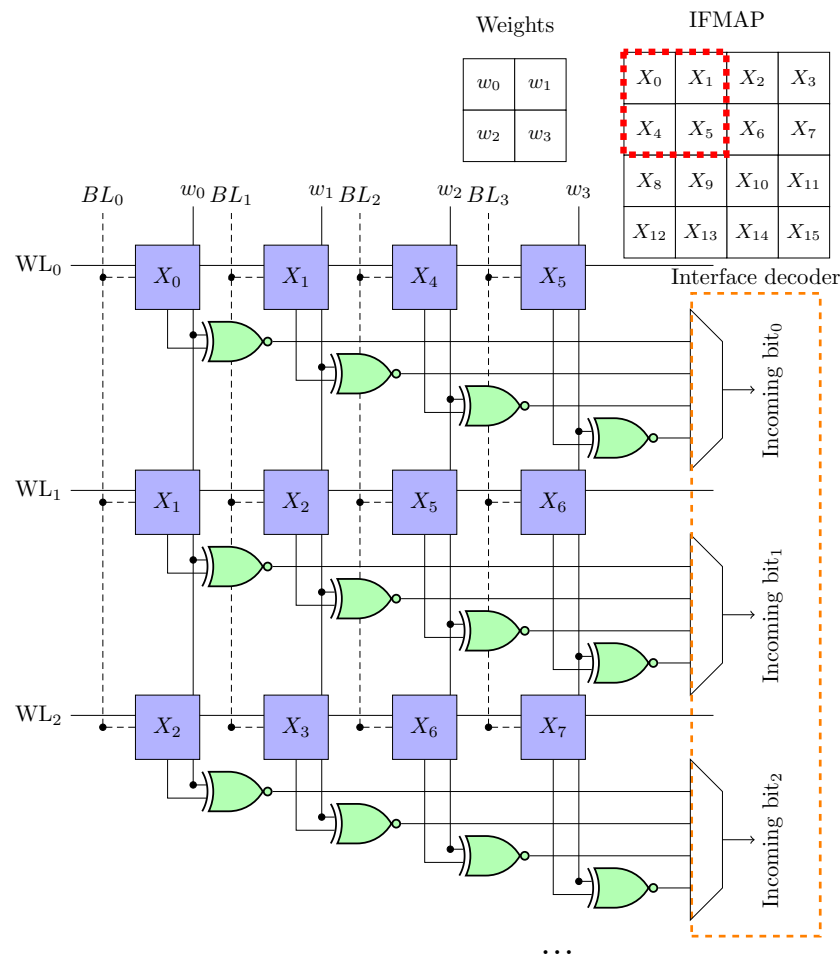 Weights
IFMAP
w₀ w₁
w₂ w₃
X₀ X₁ X₂ X₃
X₄ X₅ X₆ X₇
X₈ X₉ X₁₀ X₁₁
X₁₂ X₁₃ X₁₄ X₁₅
BL₀ w₀ BL₁ w₁ BL₂ w₂ BL₃ w₃
Interface decoder
WL₀ X₀ X₁ X₄ X₅
Incoming bit₀
WL₁ X₁ X₂ X₅ X₆
Incoming bit₁
WL₂ X₂ X₃ X₆ X₇
Incoming bit₂
...